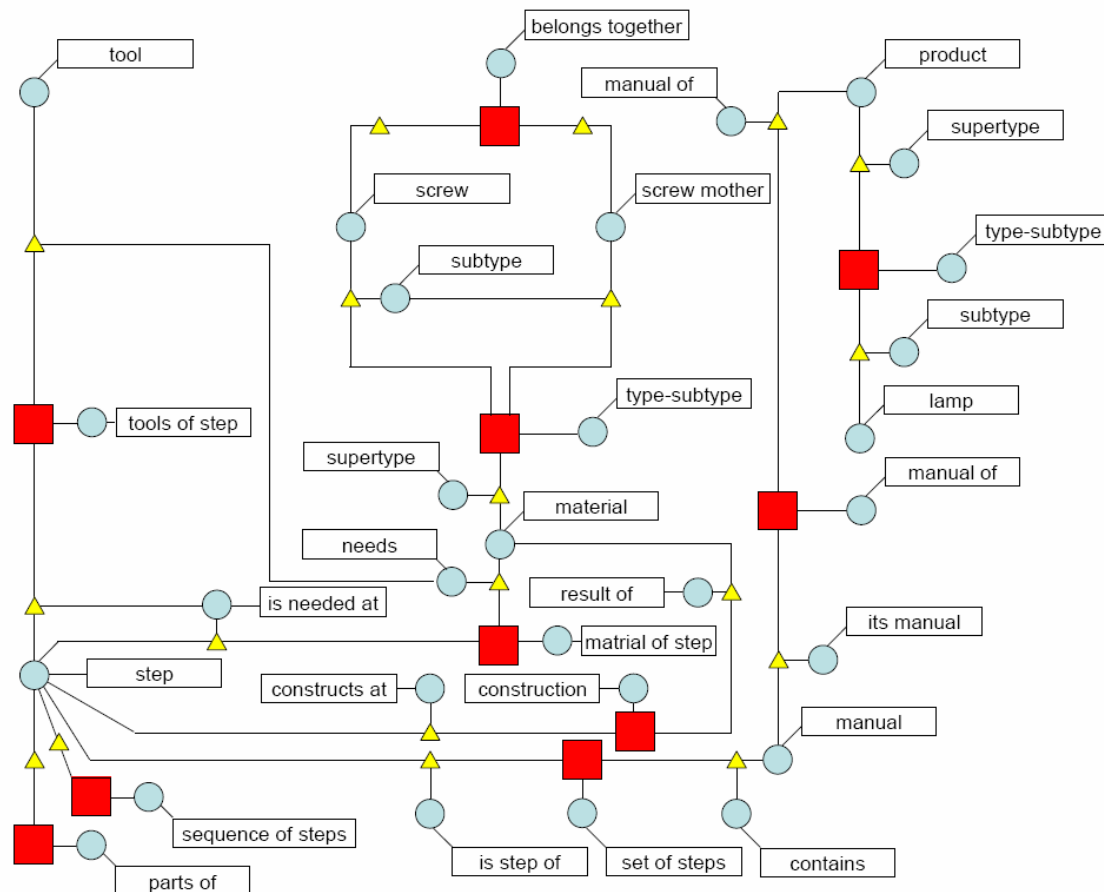 belongs together
tool
product
manual of
supertype
screw
screw mother
type-subtype
subtype
subtype
type-subtype
lamp
tools of step
supertype
manual of
material
needs
result of
is needed at
its manual
matrial of step
step
constructs at
construction
manual
sequence of steps
is step of
set of steps
contains
parts of